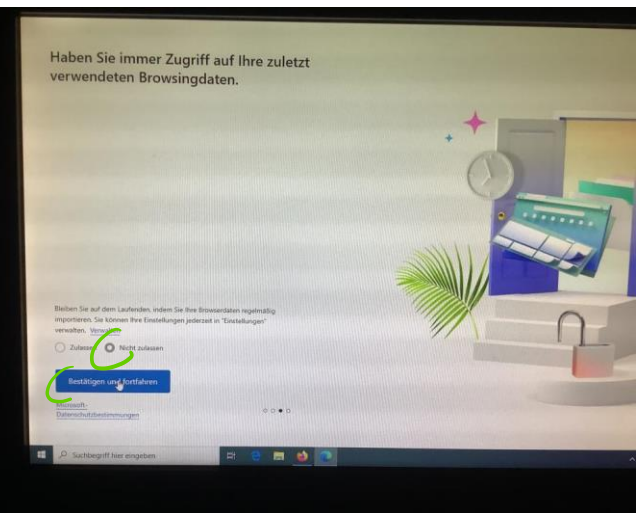 Haben Sie immer Zugriff auf Ihre zuletzt
verwendeten Browsingdaten.
Bleiben Sie auf dem Laufenden, indem Sie Ihre Browserdaten regelmäßig
importieren. Sie können Ihre Einstellungen jederzeit in "Einstellungen"
verwalten. Verwalten
Zulassen Nicht zulassen
Bestätigen und fortfahren
Microsoft-
Datenschutzbestimmungen
Suchbegriff hier eingeben